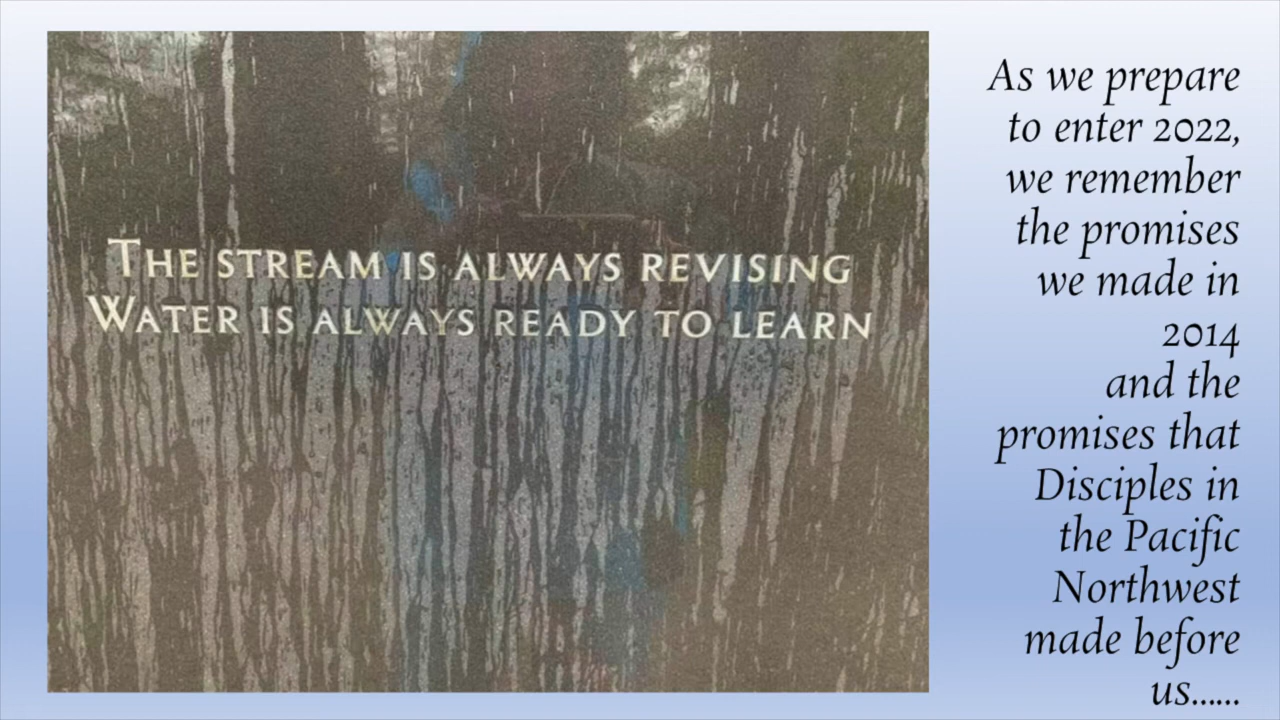 THE STREAM IS ALWAYS REVISING
WATER IS ALWAYS READY TO LEARN
As we prepare
to enter 2022,
we remember
the promises
we made in
2014
and the
promises that
Disciples in
the Pacific
Northwest
made before
us......